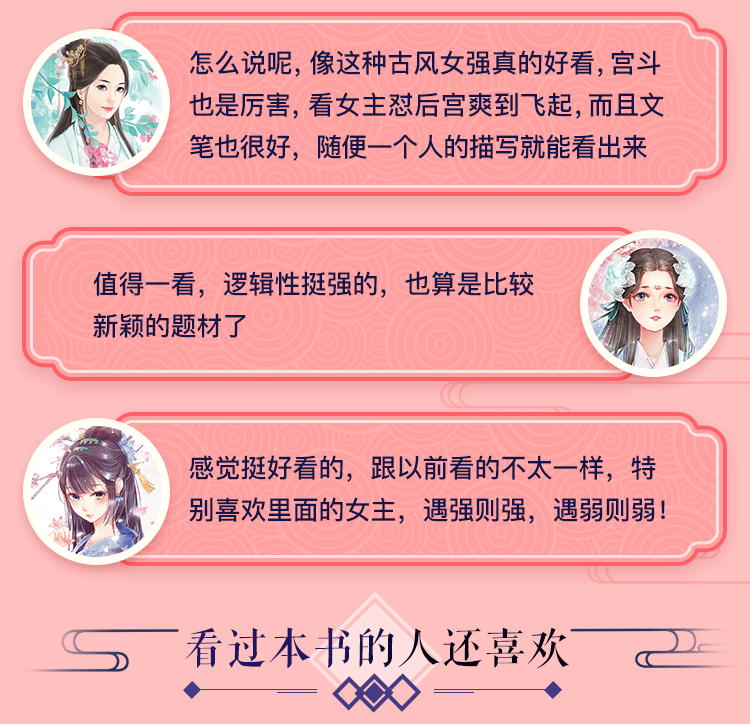 怎么说呢，像这种古风女强真的好看，宫斗
也是厉害，看女主怼后宫爽到飞起，而且文
笔也很好，随便一个人的描写就能看出来
值得一看，逻辑性挺强的，也算是比较
新颖的题材了
感觉挺好看的，跟以前看的不太一样，特
别喜欢里面的女主，遇强则强，遇弱则弱！
看过本书的人还喜欢